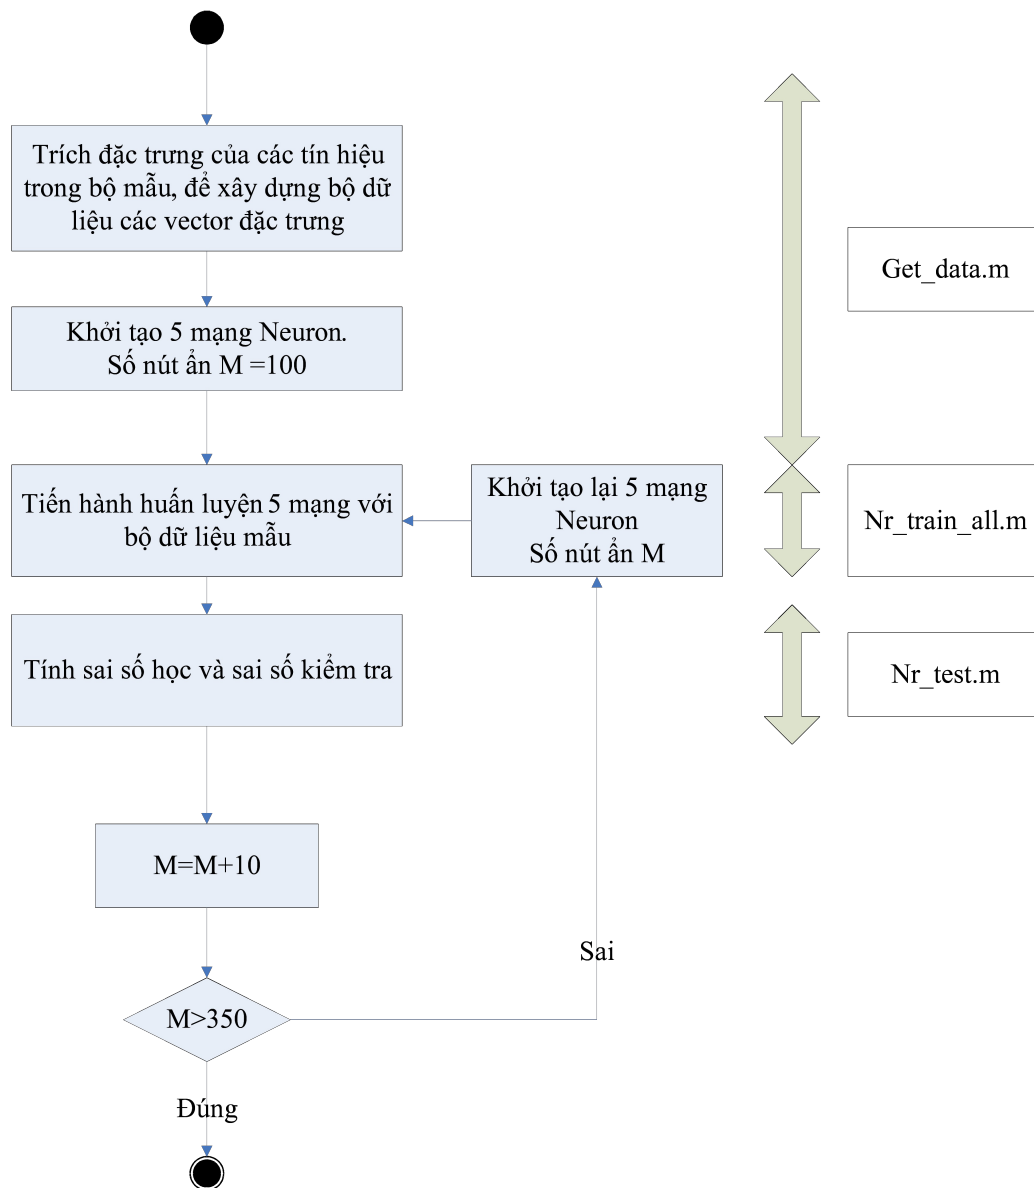 Trích đặc trưng của các tín hiệu
trong bộ mẫu, để xây dựng bộ dữ
liệu các vector đặc trưng
Get_data.m
Khởi tạo 5 mạng Neuron.
Số nút ẩn M =100
Tiến hành huấn luyện 5 mạng với
bộ dữ liệu mẫu
Khởi tạo lại 5 mạng
Neuron
Số nút ẩn M
Nr_train_all.m
Tính sai số học và sai số kiểm tra
Nr_test.m
M=M+10
Sai
M>350
Đúng